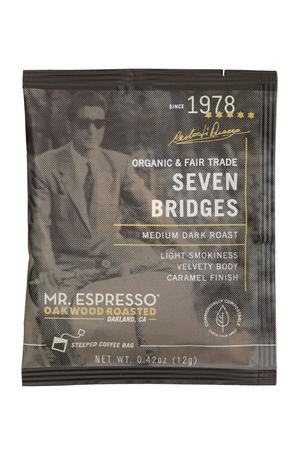 SINCE 1978
ORGANIC & FAIR TRADE
SEVEN
BRIDGES
MEDIUM DARK ROAST
LIGHT SMOKINESS
VELVETY BODY
CARAMEL FINISH
MR. ESPRESSO®
OAKWOOD ROASTED
OAKLAND, CA
STEEPED COFFEE BAG
NET WT. 0.42oz (12g)